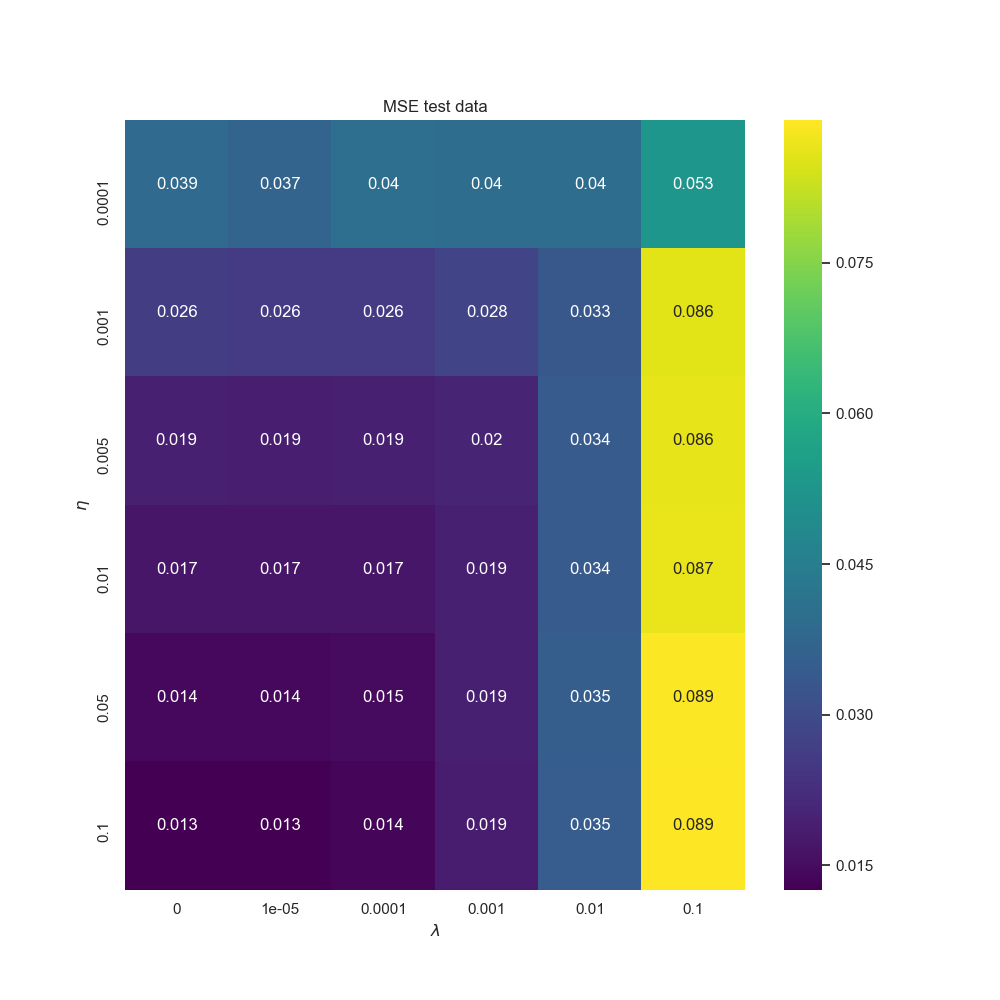 MSE test data
0.0001 0.039 0.037 0.04 0.04 0.04 0.053
0.075
0.001 0.026 0.026 0.026 0.028 0.033 0.086
0.060
0.005 0.019 0.019 0.019 0.02 0.034 0.086
η
0.045
0.01 0.017 0.017 0.017 0.019 0.034 0.087
0.030
0.05 0.014 0.014 0.015 0.019 0.035 0.089
0.1 0.013 0.013 0.014 0.019 0.035 0.089
0.015
0 1e-05 0.0001 0.001 0.01 0.1
λ